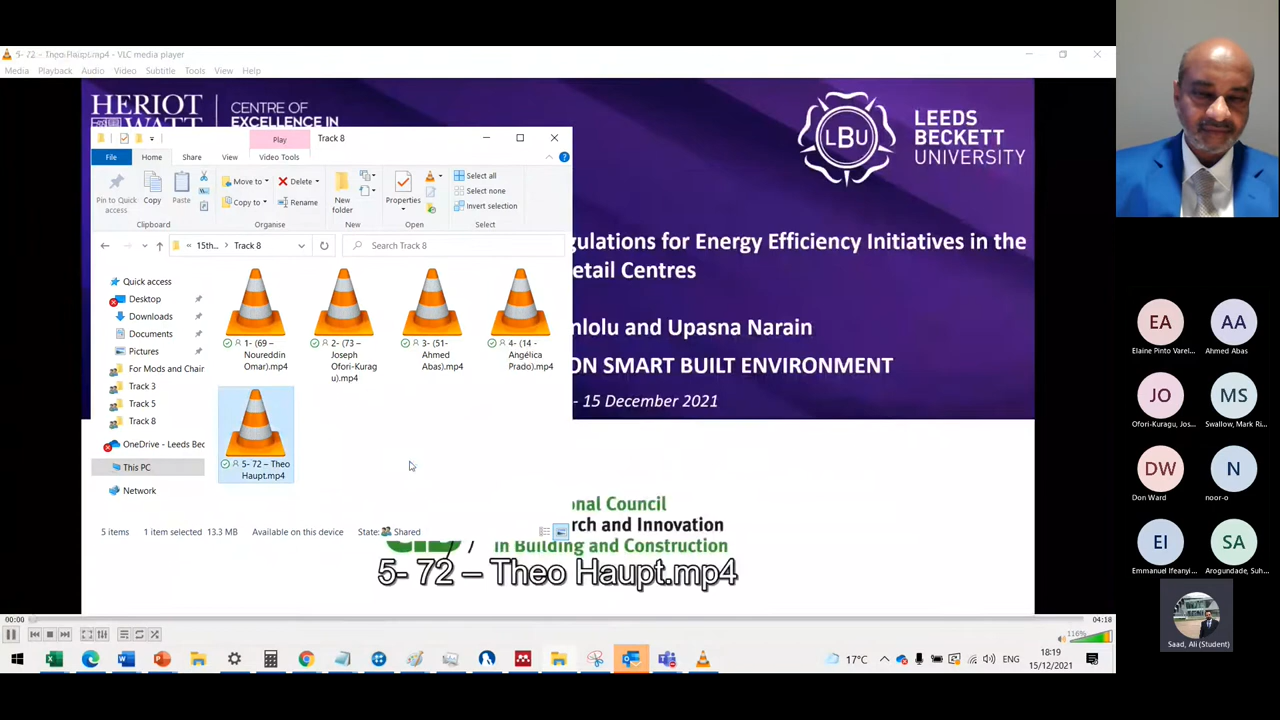 5- 72 – Theo Haupt.mp4 - VLC media player
Media Playback Audio Video Subtitle Tools View Help
HERIOT
WATT
CENTRE OF
EXCELLENCE IN
LBU
LEEDS
BECKETT
UNIVERSITY
Play
Track 8
File Home Share View Video Tools
Pin to Quick
access
Copy
Paste
Move to
Copy to
Delete
Rename
New
folder
Properties
Select all
Select none
Invert selection
Clipboard Organise New Open Select
« 15th... > Track 8
Search Track 8
Quick access
Desktop
Downloads
Documents
Pictures
For Mods and Chair
Track 3
Track 5
Track 8
OneDrive - Leeds Bec
This PC
Network
1- (69 –
Noureddin
Omar).mp4
2- (73 –
Joseph
Ofori-Kurag
u).mp4
3- (51-
Ahmed
Abas).mp4
4- (14 -
Angélica
Prado).mp4
5- 72 – Theo
Haupt.mp4
5 items 1 item selected 13.3 MB Available on this device State: Shared
gulations for Energy Efficiency Initiatives in the
etail Centres
nlolu and Upasna Narain
ON SMART BUILT ENVIRONMENT
- 15 December 2021
onal Council
rch and Innovation
in Building and Construction
5- 72 – Theo Haupt.mp4
00:00
04:18
116%
17°C
ENG
18:19
15/12/2021
EA
Elaine Pinto Varel...
AA
Ahmed Abas
JO
Ofori-Kuragu, Jos...
MS
Swallow, Mark Ri...
DW
Don Ward
N
noor-o
EI
Emmanuel Ifeanyi...
SA
Arogundade, Suh...
Saad, Ali (Student)